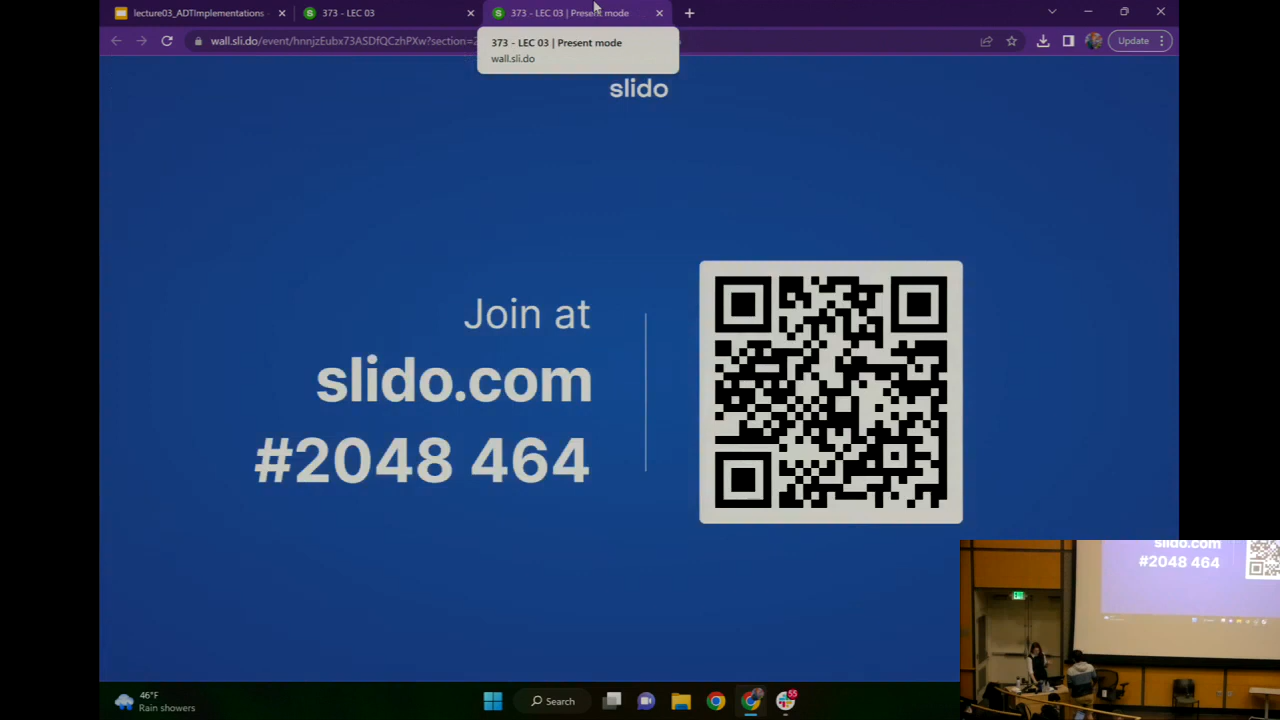 lecture03_ADTImplementations
373 - LEC 03
373 - LEC 03 | Present mode
wall.sli.do/event/hnnjzEubx73ASDfQCzhPXw?section=
Update
373 - LEC 03 | Present mode
wall.sli.do
slido
Join at
slido.com
#2048 464
slido.com
#2048 464
46°F
Rain showers
Search
55